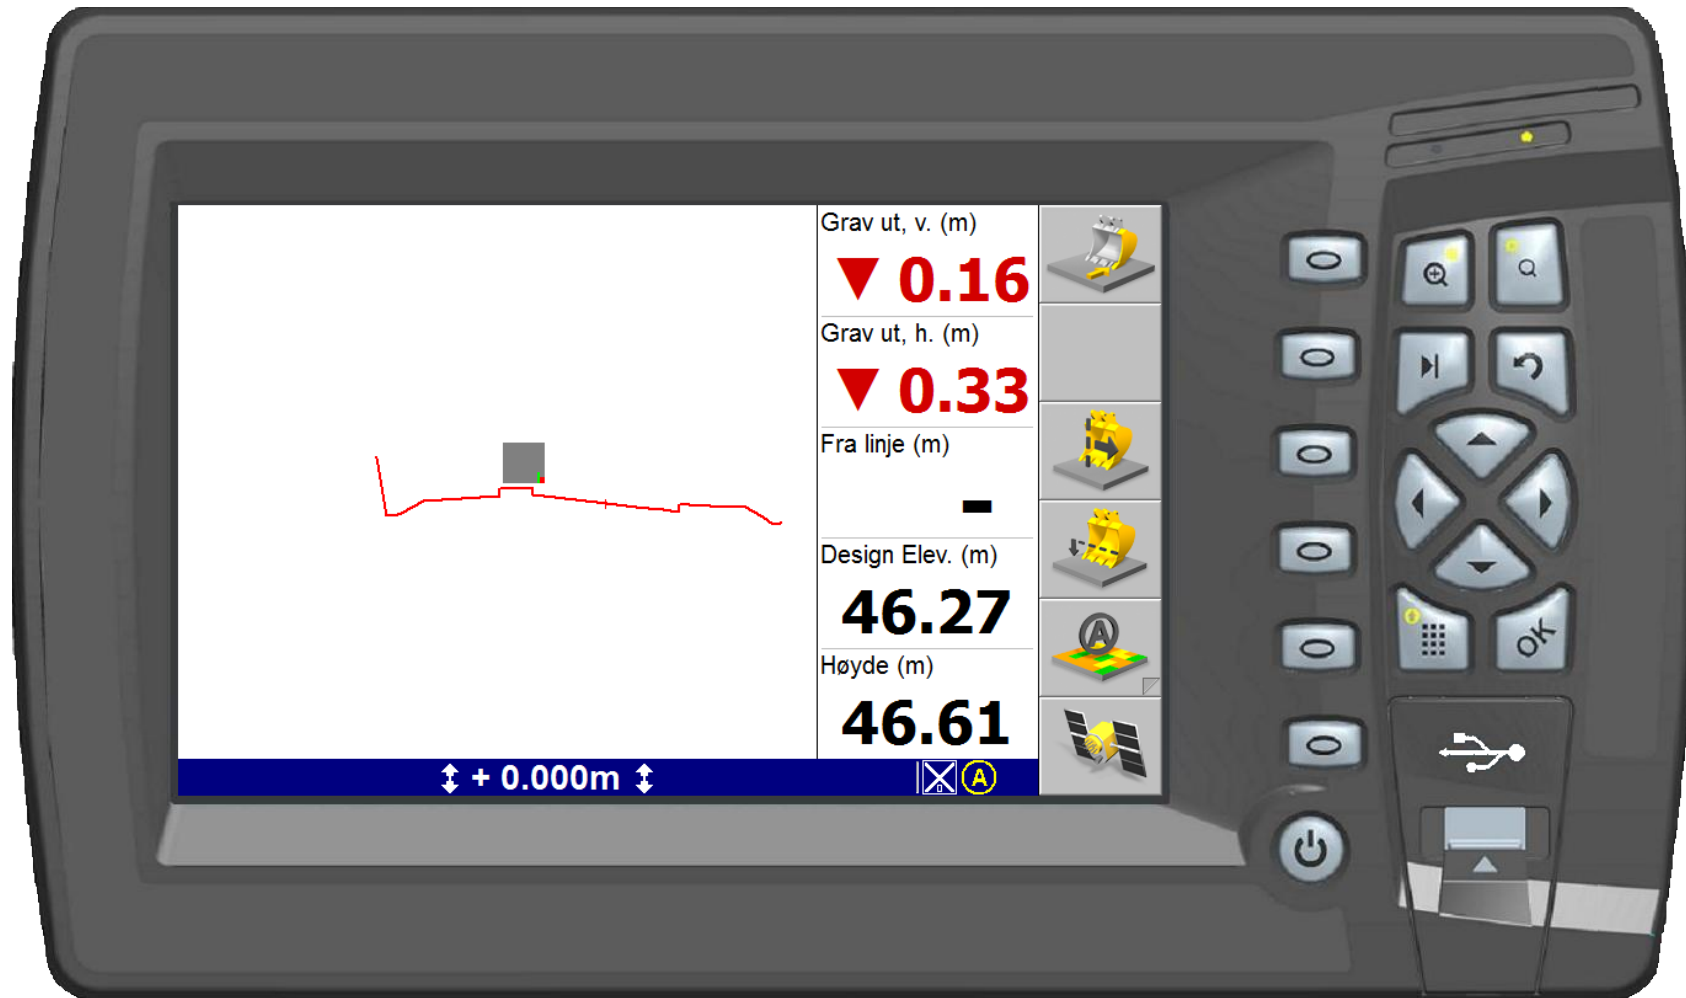 Grav ut, v. (m)
▼ 0.16
Grav ut, h. (m)
▼ 0.33
Fra linje (m)
-
Design Elev. (m)
46.27
Høyde (m)
46.61
+ 0.000m
A
A
OK